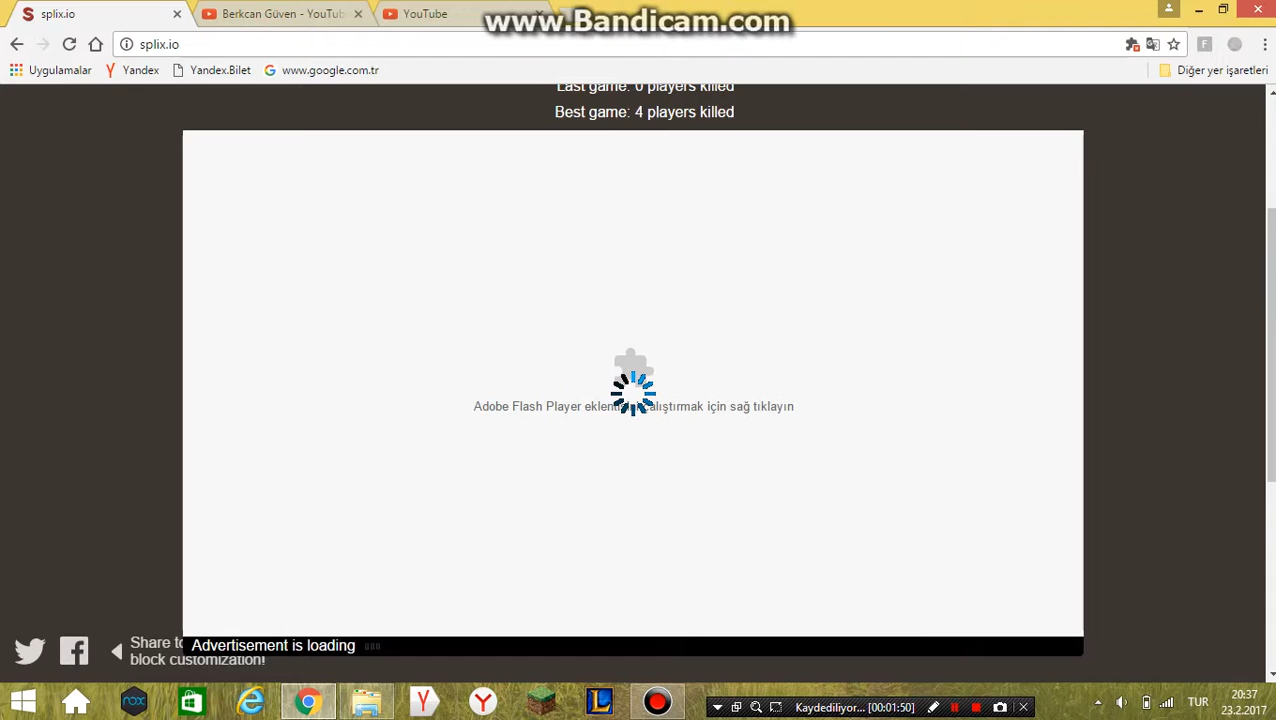 www.Bandicam.com
splix.io
Berkcan Güven - YouTub
YouTube
splix.io
Uygulamalar
Yandex
Yandex.Bilet
www.google.com.tr
Diğer yer işaretleri
Last game: 0 players killed
Best game: 4 players killed
Adobe Flash Player çalıştırmak için sağ tıklayın
Advertisement is loading
Share to
block customization!
Kaydediliyor... [00:01:50]
TUR
20:37
23.2.2017